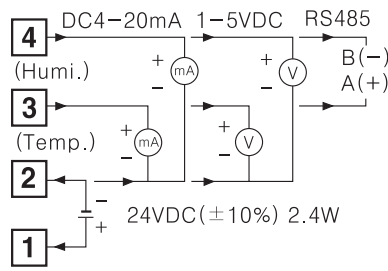 DC4-20mA 1-5VDC RS485
4
(Humi.)
+ mA −
+ V −
B(−)
A(+)
3
(Temp.)
+ mA −
+ V −
2
−
+
24VDC(±10%) 2.4W
1